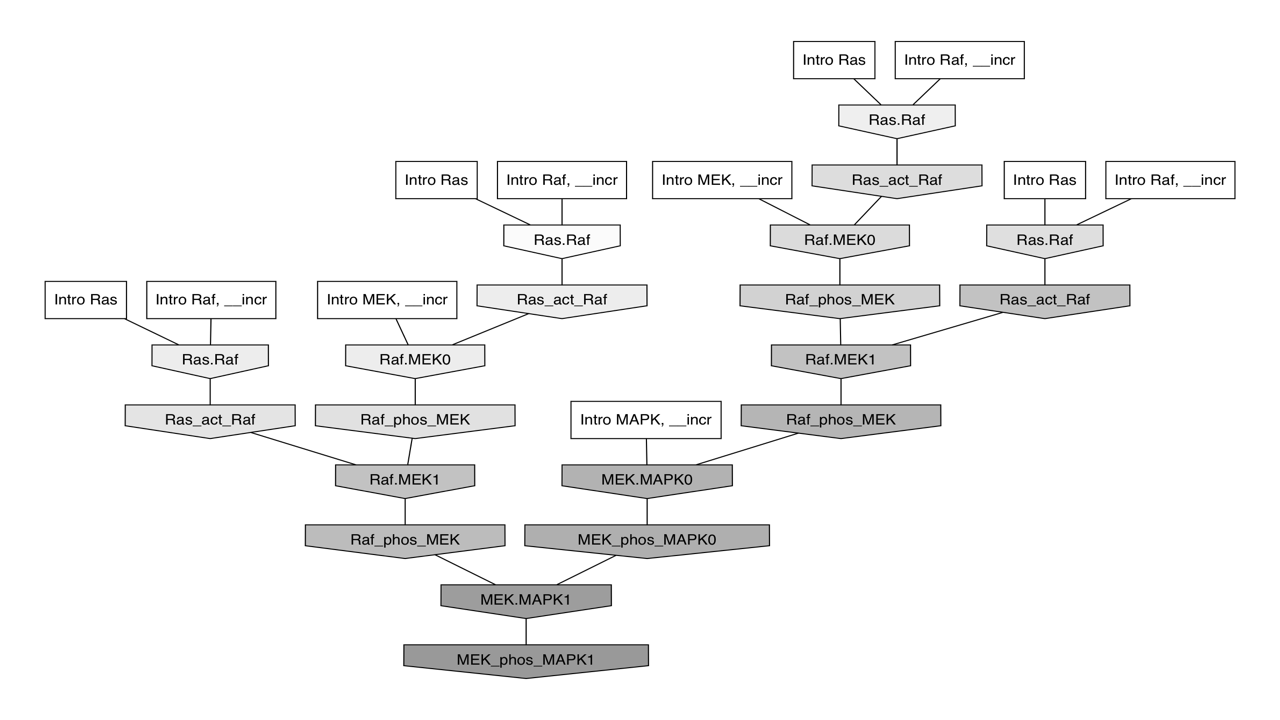 Intro Ras
Intro Raf, __incr
Ras.Raf
Intro Ras
Intro Raf, __incr
Intro MEK, __incr
Ras_act_Raf
Intro Ras
Intro Raf, __incr
Ras.Raf
Raf.MEK0
Ras.Raf
Intro Ras
Intro Raf, __incr
Intro MEK, __incr
Ras_act_Raf
Raf_phos_MEK
Ras_act_Raf
Ras.Raf
Raf.MEK0
Raf.MEK1
Ras_act_Raf
Raf_phos_MEK
Intro MAPK, __incr
Raf_phos_MEK
Raf.MEK1
MEK.MAPK0
Raf_phos_MEK
MEK_phos_MAPK0
MEK.MAPK1
MEK_phos_MAPK1